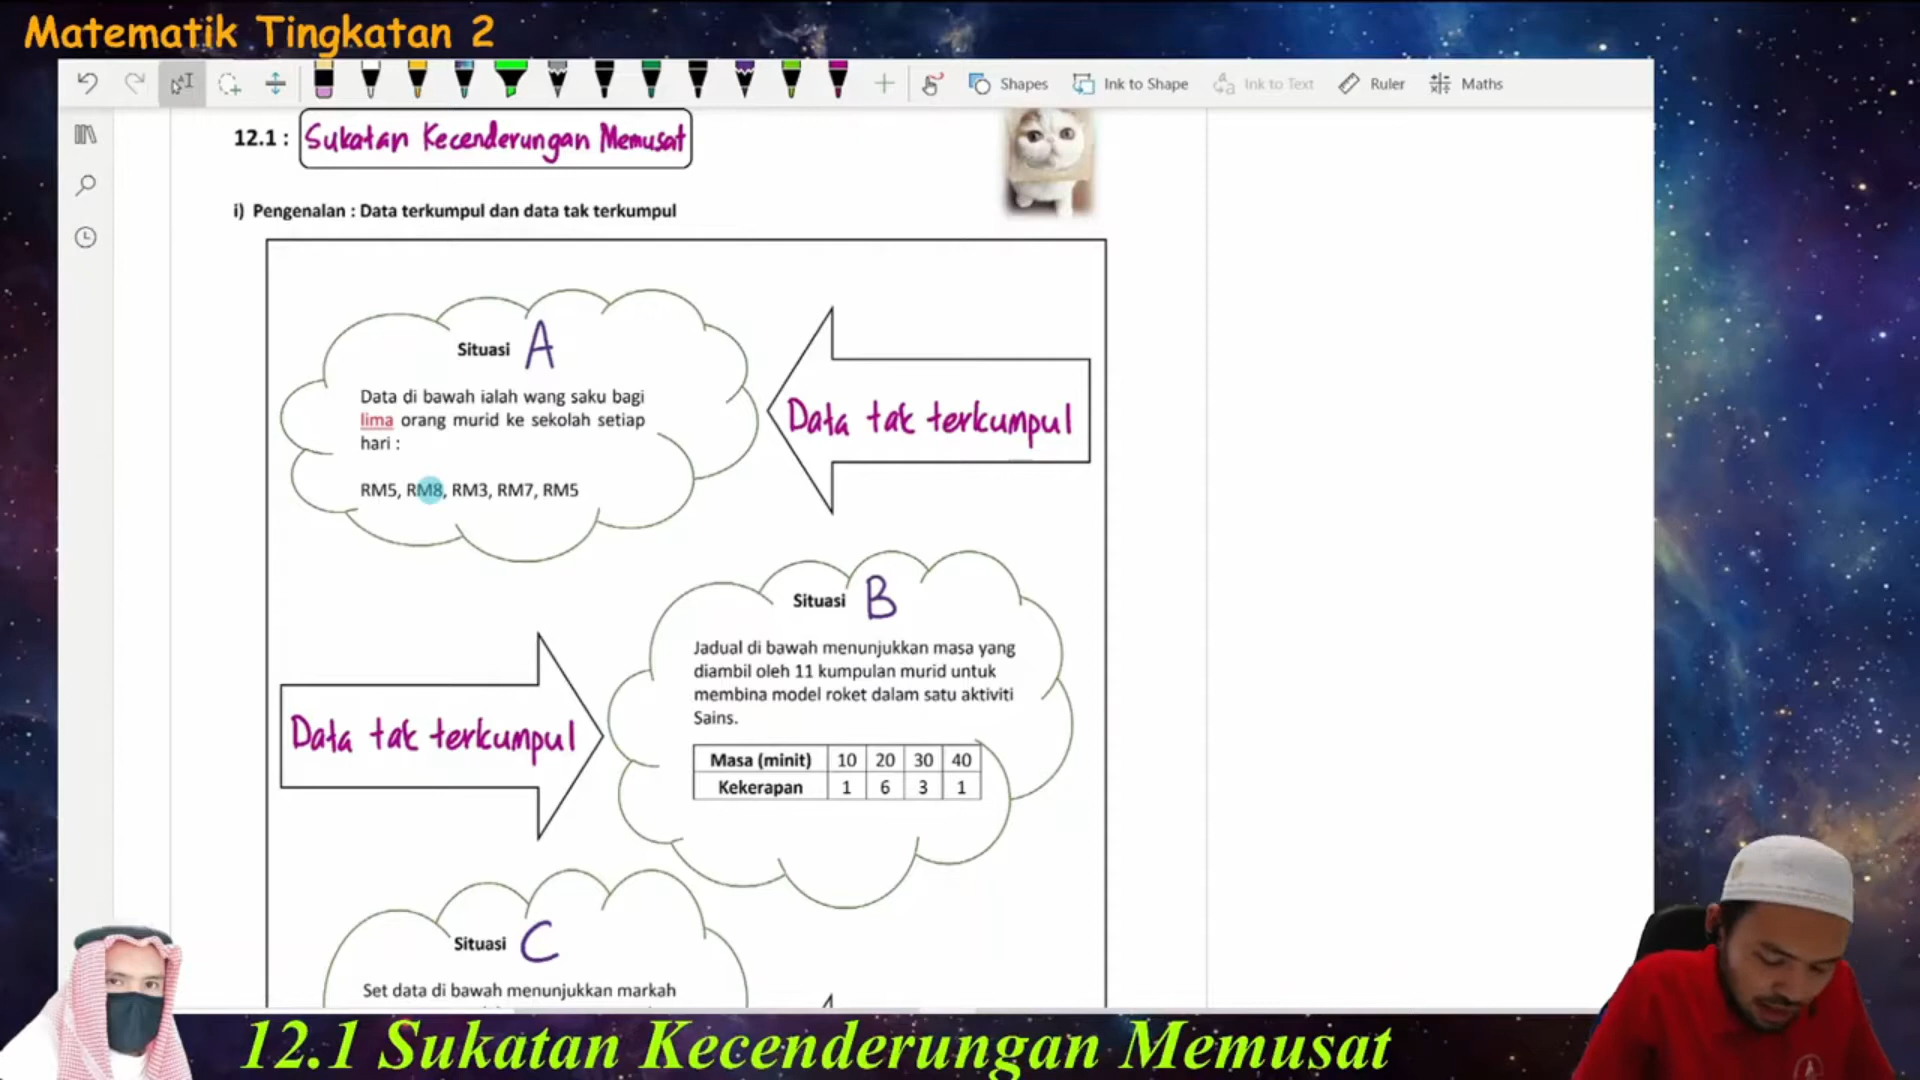 Matematik Tingkatan 2
Shapes
Ink to Shape
Ink to Text
Ruler
Maths
12.1 : Sukatan Kecenderungan Memusat
i) Pengenalan : Data terkumpul dan data tak terkumpul
Situasi A
Data di bawah ialah wang saku bagi
lima orang murid ke sekolah setiap
hari :
RM5, RM8, RM3, RM7, RM5
Data tak terkumpul
Situasi B
Jadual di bawah menunjukkan masa yang
diambil oleh 11 kumpulan murid untuk
membina model roket dalam satu aktiviti
Sains.
Masa (minit) 10 20 30 40
Kekerapan 1 6 3 1
Data tak terkumpul
Situasi C
Set data di bawah menunjukkan markah
12.1 Sukatan Kecenderungan Memusat